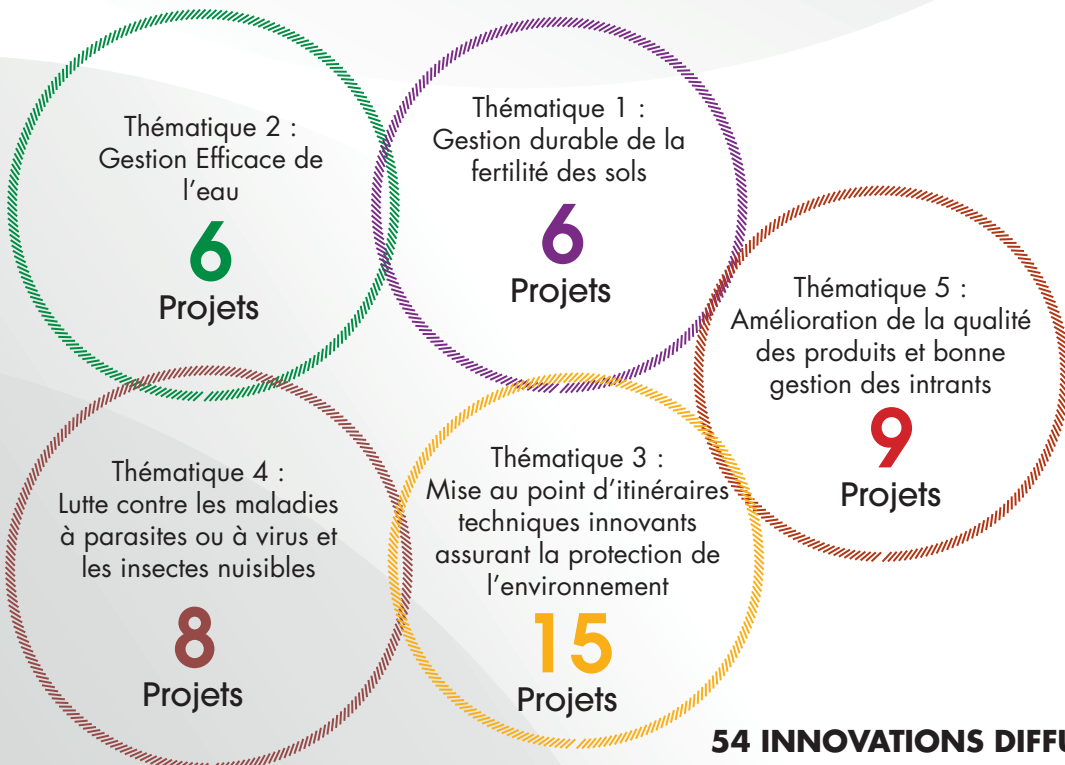 Thématique 2 :
Gestion Efficace de
l’eau
6
Projets
Thématique 1 :
Gestion durable de la
fertilité des sols
6
Projets
Thématique 5 :
Amélioration de la qualité
des produits et bonne
gestion des intrants
9
Projets
Thématique 4 :
Lutte contre les maladies
à parasites ou à virus et
les insectes nuisibles
8
Projets
Thématique 3 :
Mise au point d’itinéraires
techniques innovants
assurant la protection de
l’environnement
15
Projets
54 INNOVATIONS